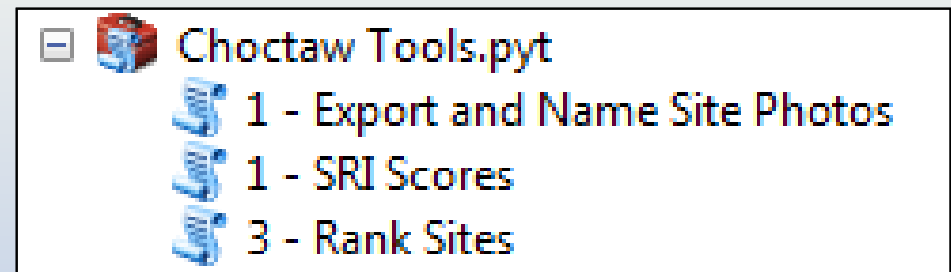 Choctaw Tools.pyt
1 - Export and Name Site Photos
1 - SRI Scores
3 - Rank Sites